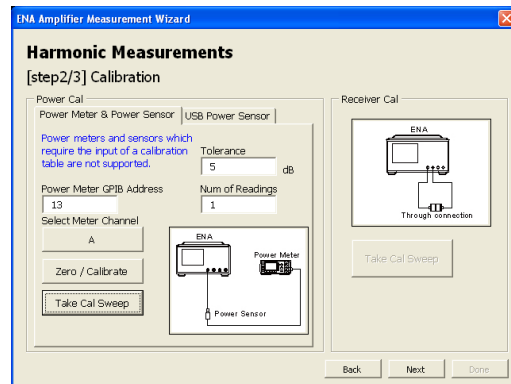 ENA Amplifier Measurement Wizard
Harmonic Measurements
[step2/3] Calibration
Power Cal
Power Meter & Power Sensor
USB Power Sensor
Power meters and sensors which
require the input of a calibration
table are not supported.
Tolerance
5
dB
Power Meter GPIB Address
13
Num of Readings
1
Select Meter Channel
A
Zero / Calibrate
Take Cal Sweep
ENA
Power Meter
Power Sensor
Receiver Cal
ENA
Through connection
Take Cal Sweep
Back
Next
Done